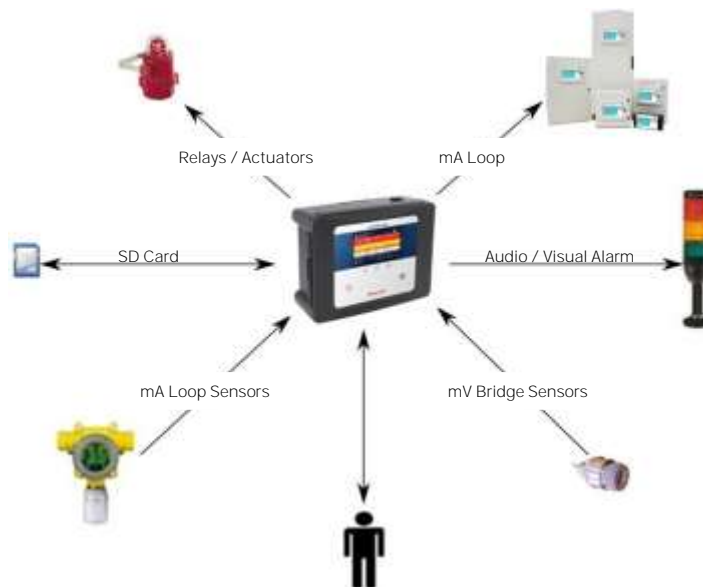 Relays / Actuators
mA Loop
SD Card
Audio / Visual Alarm
mA Loop Sensors
mV Bridge Sensors